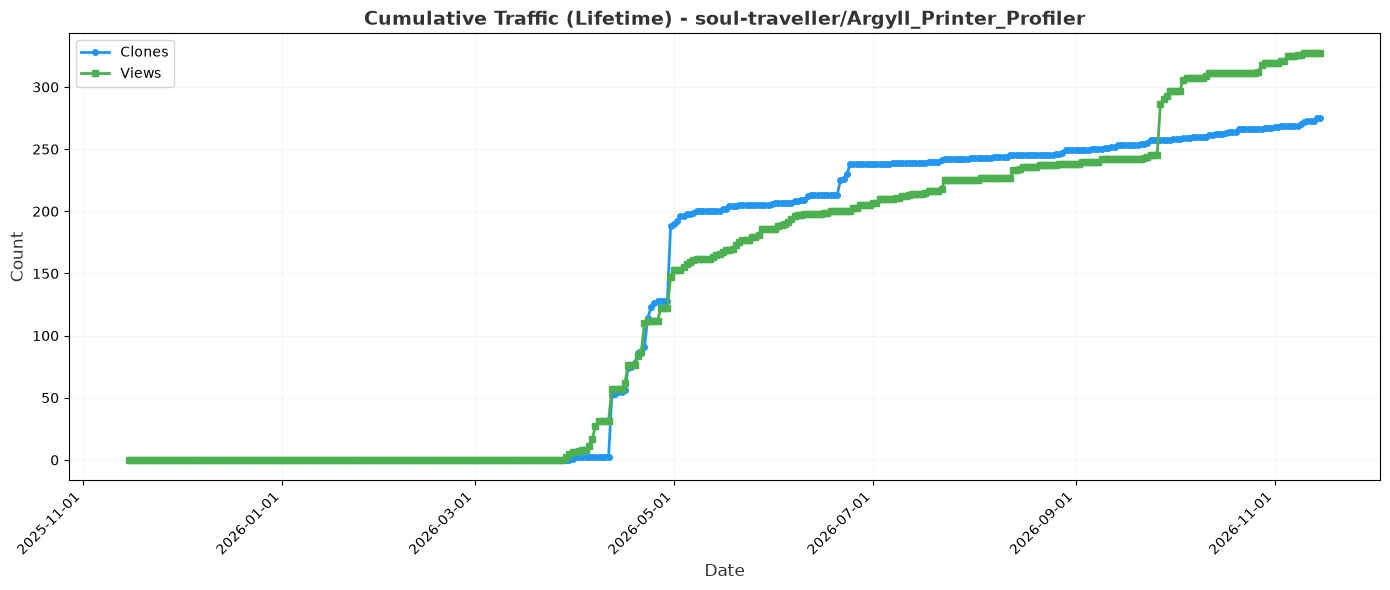 Cumulative Traffic (Lifetime) - soul-traveller/Argyll_Printer_Profiler
Clones
Views
300
250
200
150
100
50
0
Count
2025-11-01
2026-01-01
2026-03-01
2026-05-01
2026-07-01
2026-09-01
2026-11-01
Date